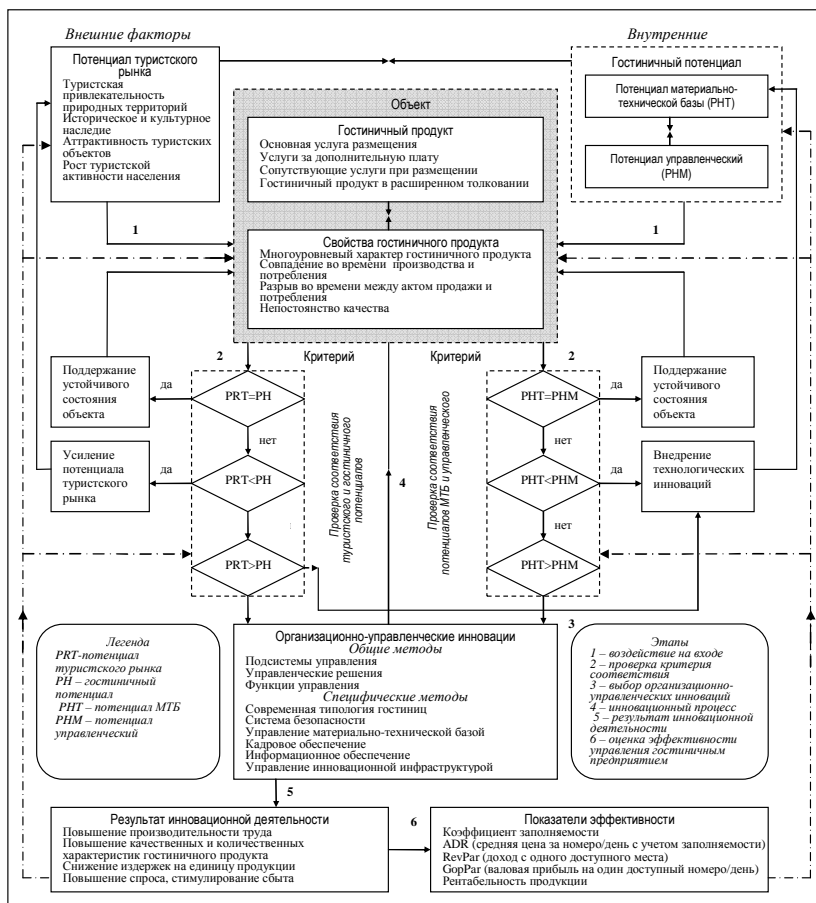 Внешние факторы
Внутренние
Потенциал туристского
рынка
Туристская
привлекательность
природных территорий
Историческое и культурное
наследие
Аттрактивность туристских
объектов
Рост туристской
активности населения
Гостиничный потенциал
Потенциал материально-
технической базы (PHT)
Потенциал управленческий
(PHM)
Объект
Гостиничный продукт
Основная услуга размещения
Услуги за дополнительную плату
Сопутствующие услуги при размещении
Гостиничный продукт в расширенном толковании
1
1
Свойства гостиничного продукта
Многоуровневый характер гостиничного продукта
Совпадение во времени производства и
потребления
Разрыв во времени между актом продажи и
потребления
Непостоянство качества
2
Критерий
Критерий
2
Поддержание
устойчивого
состояния
объекта
да
PRT=PH
нет
Усиление
потенциала
туристского
рынка
да
PRT<PH
PRT>PH
Проверка соответствия
туристского и гостиничного
потенциалов
4
Проверка соответствия
потенциалов МТБ и управленческого
PHT=PHM
да
Поддержание
устойчивого
состояния
объекта
нет
PHT<PHM
да
Внедрение
технологических
инноваций
нет
PHT>PHM
3
Легенда
PRT-потенциал
туристского рынка
PH – гостиничный
потенциал
PHT – потенциал МТБ
PHM – потенциал
управленческий
Организационно-управленческие инновации
Общие методы
Подсистемы управления
Управленческие решения
Функции управления
Специфические методы
Современная типология гостиниц
Система безопасности
Управление материально-технической базой
Кадровое обеспечение
Информационное обеспечение
Управление инновационной инфраструктурой
Этапы
1 – воздействие на входе
2 – проверка критерия
соответствия
3 – выбор организационно-
управленческих инноваций
4 – инновационный процесс
5 – результат инновационной
деятельности
6 – оценка эффективности
управления гостиничным
предприятием
5
Результат инновационной деятельности
Повышение производительности труда
Повышение качественных и количественных
характеристик гостиничного продукта
Снижение издержек на единицу продукции
Повышение спроса, стимулирование сбыта
6
Показатели эффективности
Коэффициент заполняемости
ADR (средняя цена за номеро/день с учетом заполняемости)
RevPar (доход с одного доступного места)
GopPar (валовая прибыль на один доступный номеро/день)
Рентабельность продукции